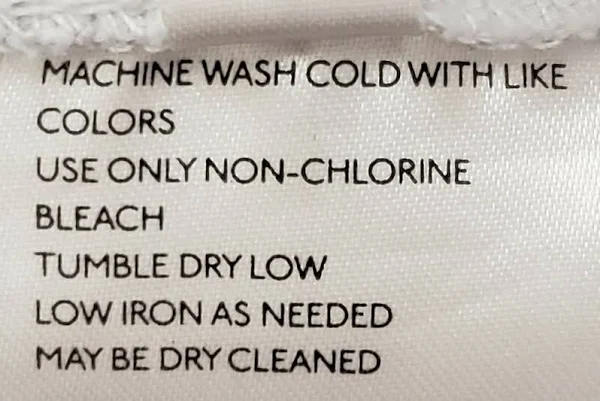 MACHINE WASH COLD WITH LIKE
COLORS
USE ONLY NON-CHLORINE
BLEACH
TUMBLE DRY LOW
LOW IRON AS NEEDED
MAY BE DRY CLEANED